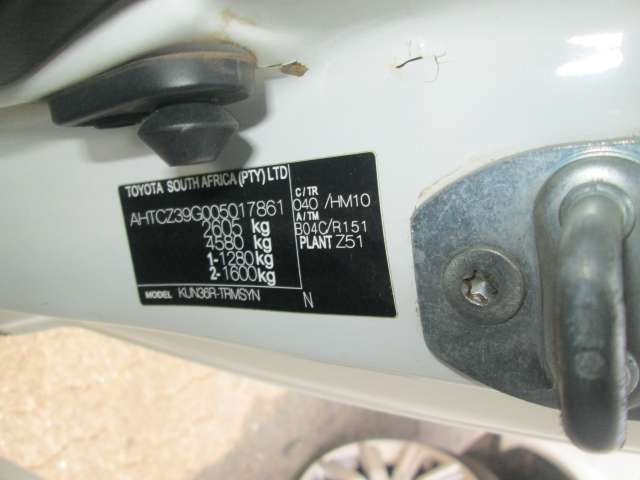 TOYOTA SOUTH AFRICA (PTY) LTD
AHTCZ39G005017861
2605 kg
4580 kg
1-1280kg
2-1600kg
MODEL KUN36R-TRMSYN
C/TR
040 /HM10
A/TM
B04C/R151
PLANT Z51
N